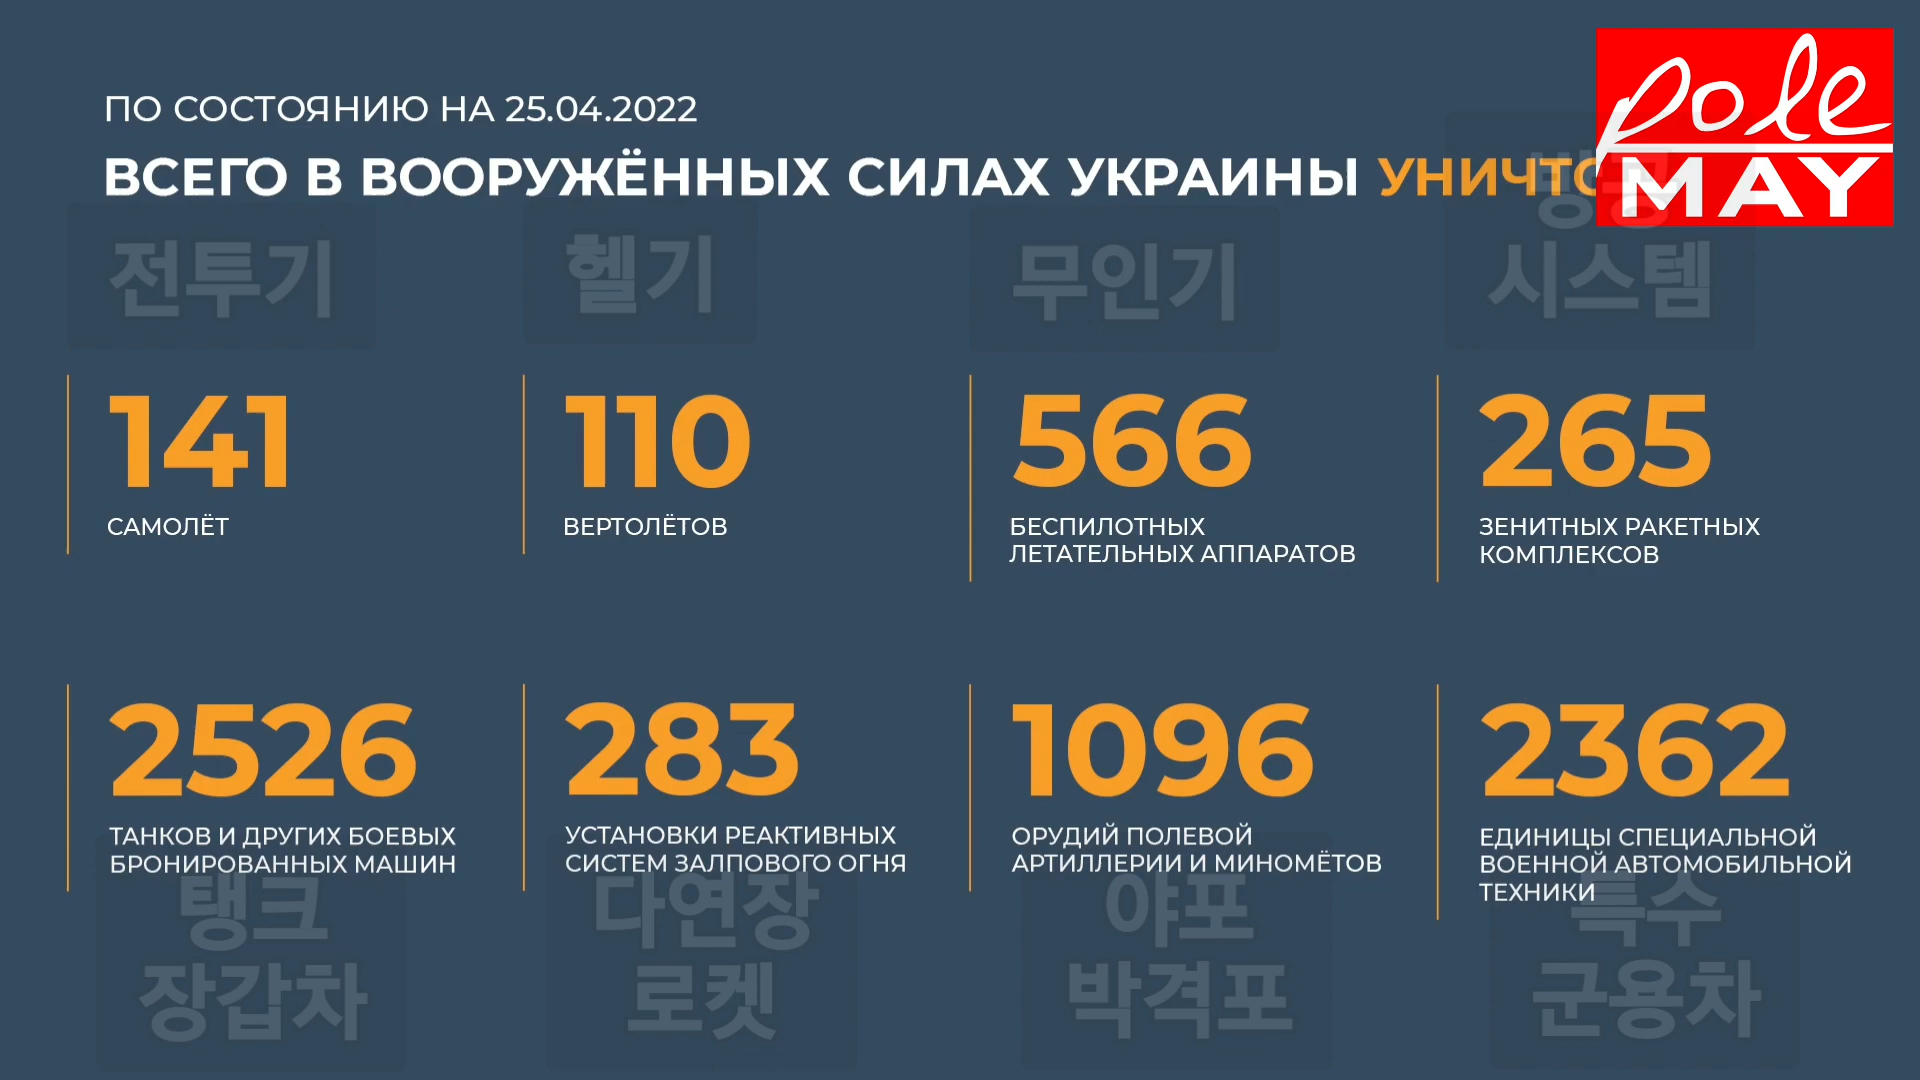 ПО СОСТОЯНИЮ НА 25.04.2022
pole
MAY
ВСЕГО В ВООРУЖЁННЫХ СИЛАХ УКРАИНЫ
전투기
헬기
무인기
방공
시스템
141
САМОЛЁТ
110
ВЕРТОЛЁТОВ
566
БЕСПИЛОТНЫХ
ЛЕТАТЕЛЬНЫХ АППАРАТОВ
265
ЗЕНИТНЫХ РАКЕТНЫХ
КОМПЛЕКСОВ
2526
ТАНКОВ И ДРУГИХ БОЕВЫХ
БРОНИРОВАННЫХ МАШИН
탱크
장갑차
283
УСТАНОВКИ РЕАКТИВНЫХ
СИСТЕМ ЗАЛПОВОГО ОГНЯ
다연장
로켓
1096
ОРУДИЙ ПОЛЕВОЙ
АРТИЛЛЕРИИ И МИНОМЁТОВ
야포
박격포
2362
ЕДИНИЦЫ СПЕЦИАЛЬНОЙ
ВОЕННОЙ АВТОМОБИЛЬНОЙ
ТЕХНИКИ
특수
군용차